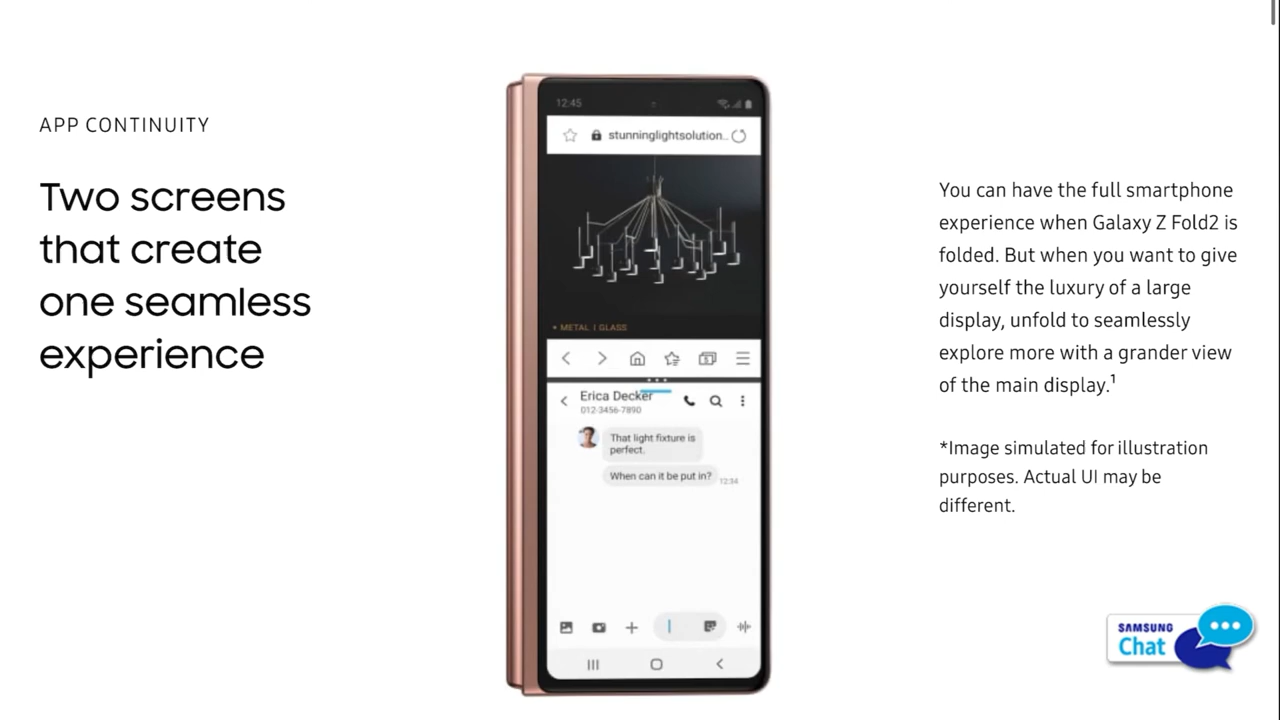 APP CONTINUITY
Two screens
that create
one seamless
experience
12:45
stunninglightsolution..
• METAL | GLASS
Erica Decker
012-3456-7890
That light fixture is
perfect.
When can it be put in?
12:34
You can have the full smartphone
experience when Galaxy Z Fold2 is
folded. But when you want to give
yourself the luxury of a large
display, unfold to seamlessly
explore more with a grander view
of the main display.¹
*Image simulated for illustration
purposes. Actual UI may be
different.
SAMSUNG
Chat